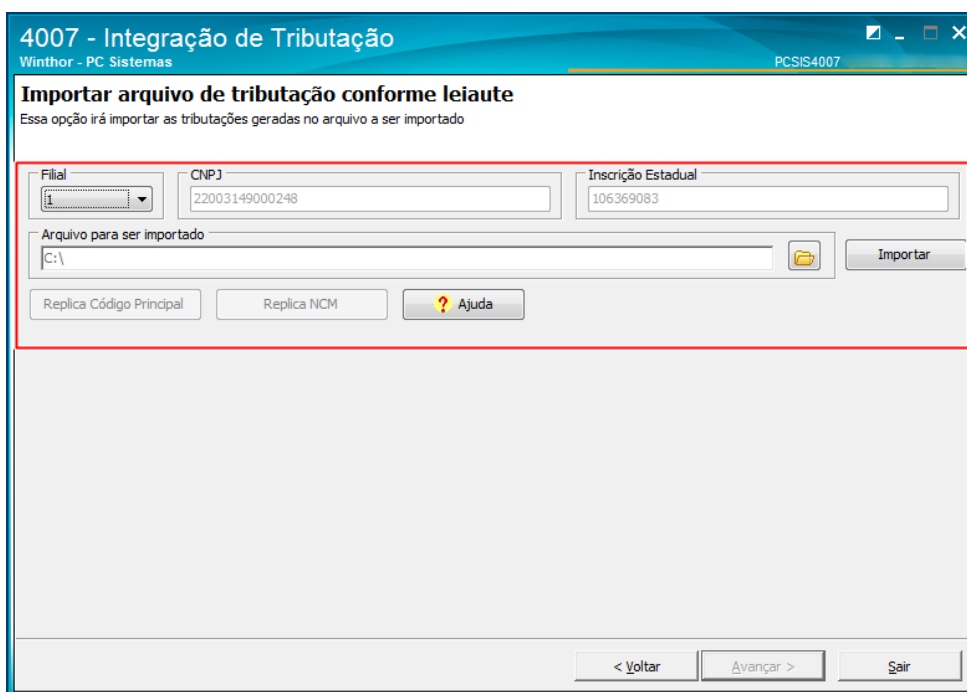 4007 - Integração de Tributação
Winthor - PC Sistemas
PCSIS4007
Importar arquivo de tributação conforme leiaute
Essa opção irá importar as tributações geradas no arquivo a ser importado
Filial
CNPJ
Inscrição Estadual
1
22003149000248
106369083
Arquivo para ser importado
C:\
Importar
Replica Código Principal
Replica NCM
? Ajuda
< Voltar
Avançar >
Sair